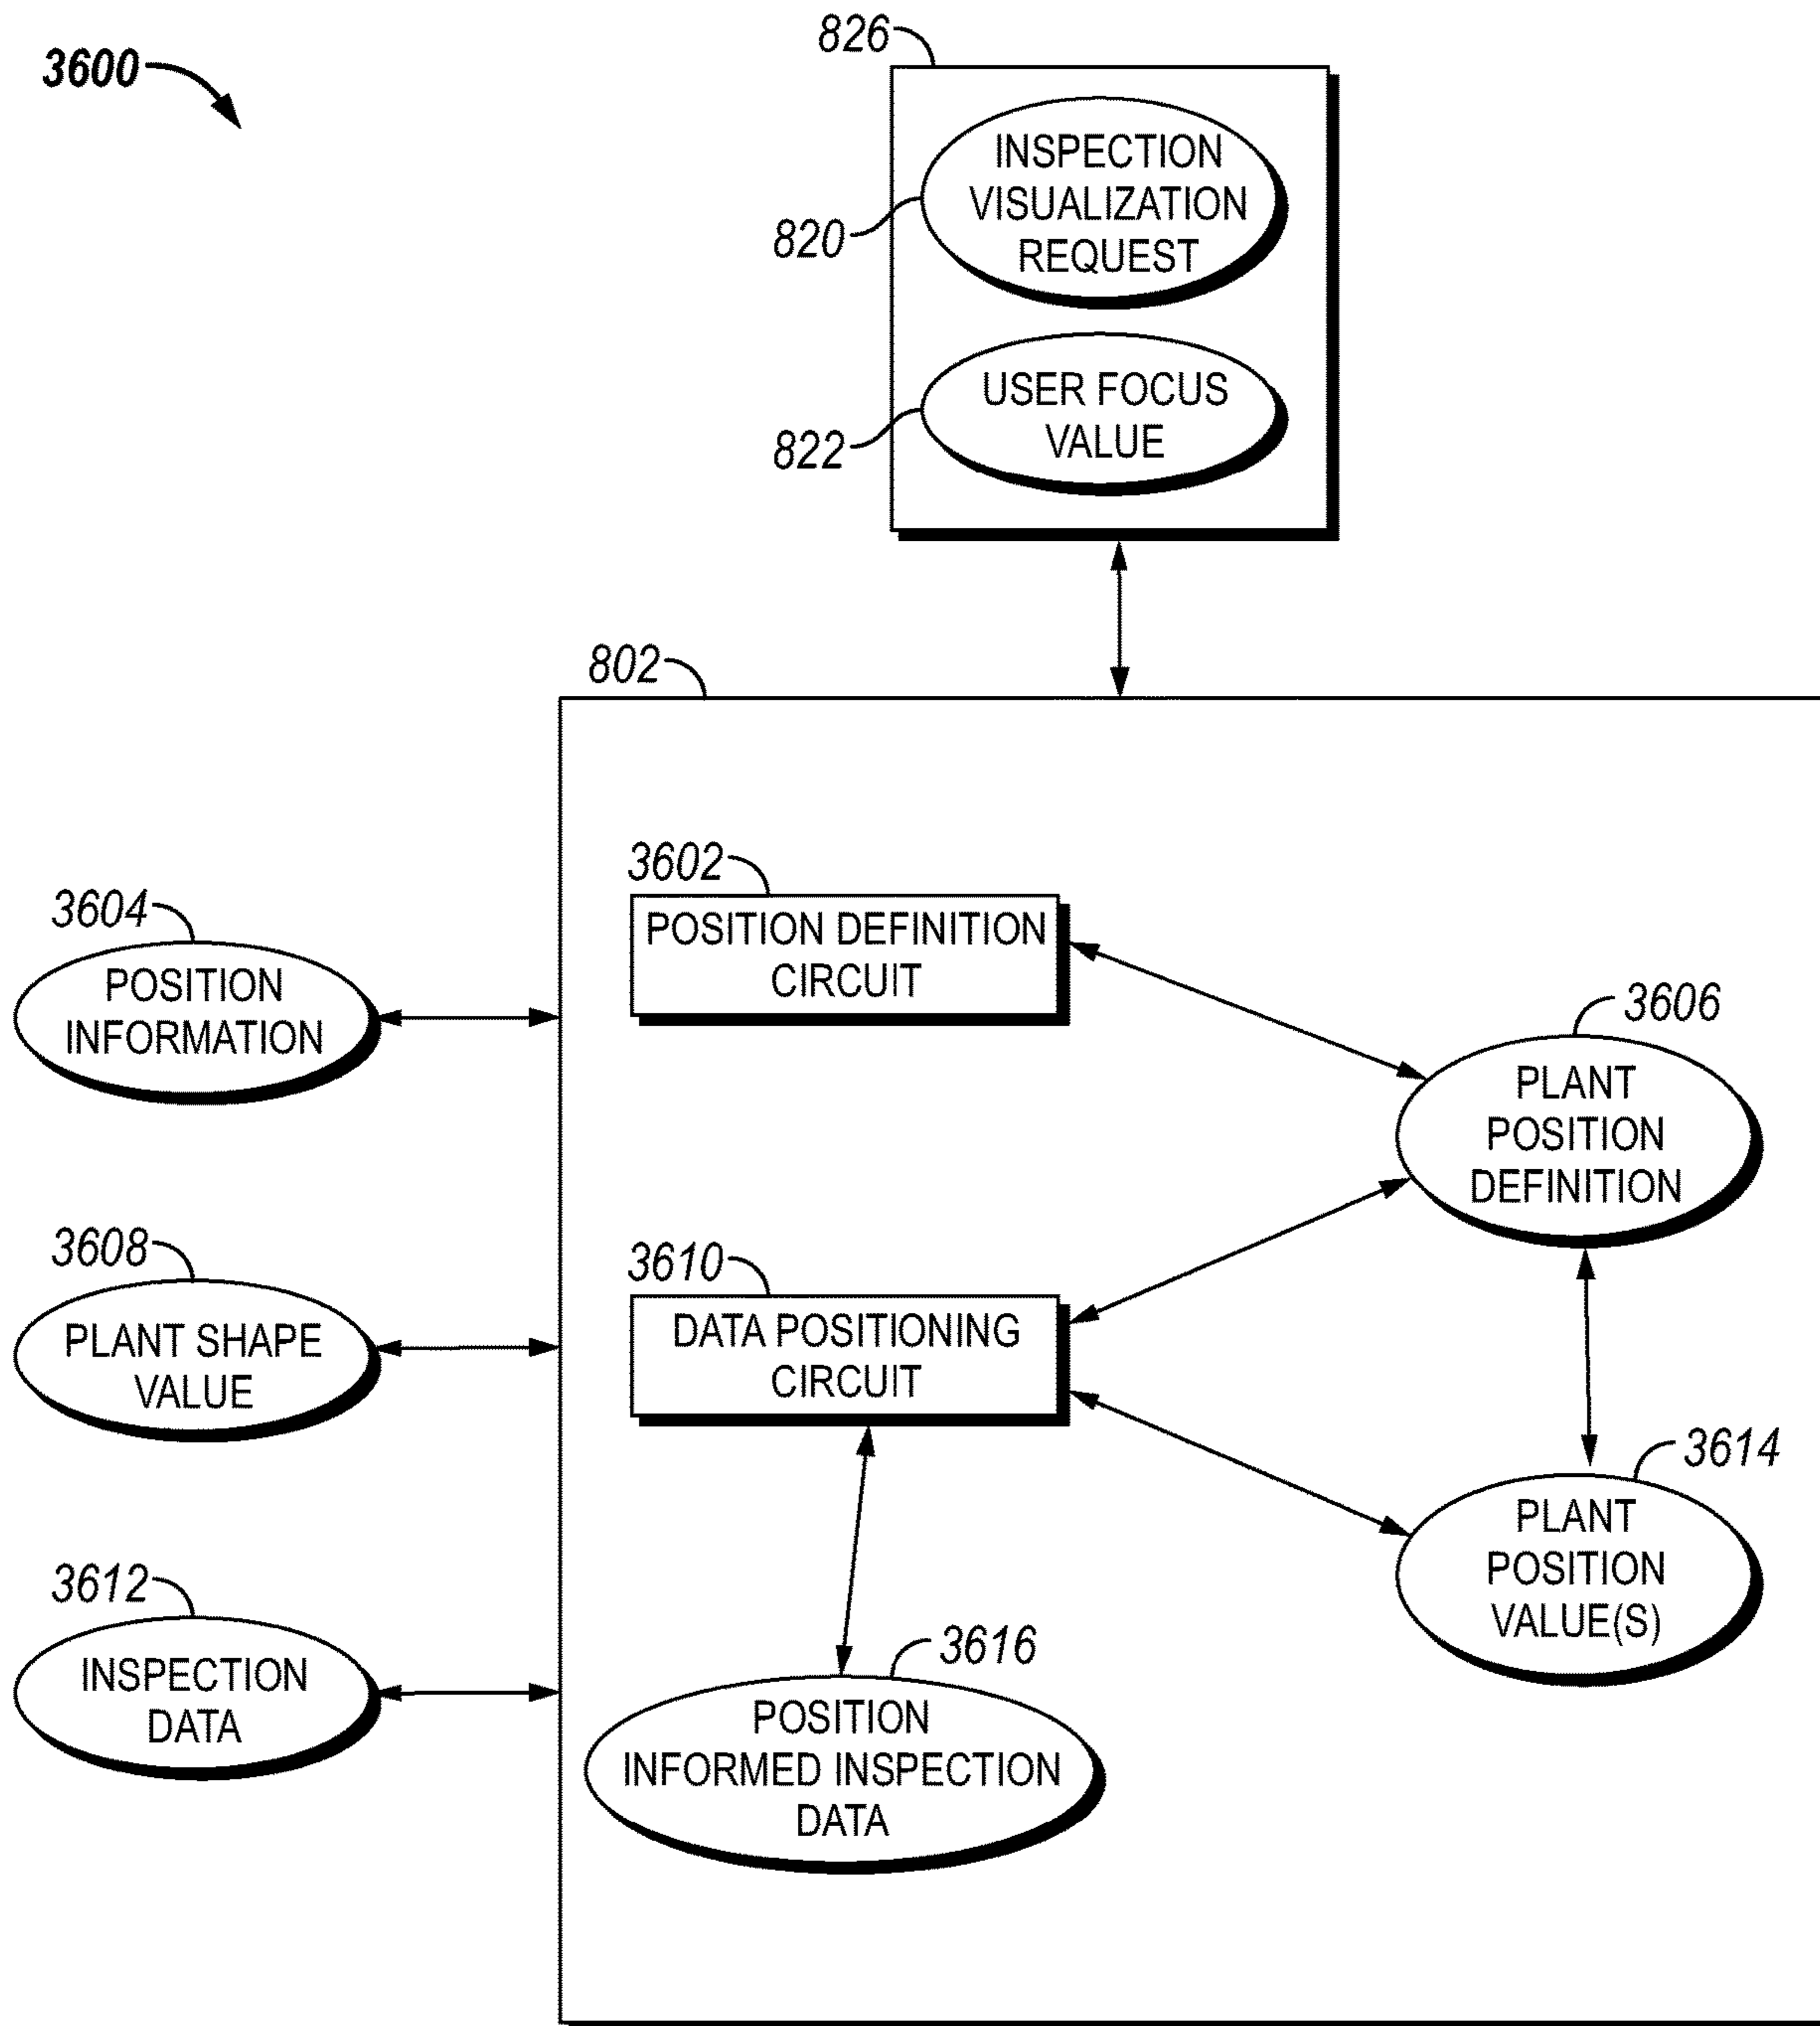 3600
826
INSPECTION
VISUALIZATION
REQUEST
820
USER FOCUS
VALUE
822
802
3602
POSITION DEFINITION
CIRCUIT
3604
POSITION
INFORMATION
3606
PLANT
POSITION
DEFINITION
3608
PLANT SHAPE
VALUE
3610
DATA POSITIONING
CIRCUIT
3614
PLANT
POSITION
VALUE(S)
3612
INSPECTION
DATA
3616
POSITION
INFORMED INSPECTION
DATA